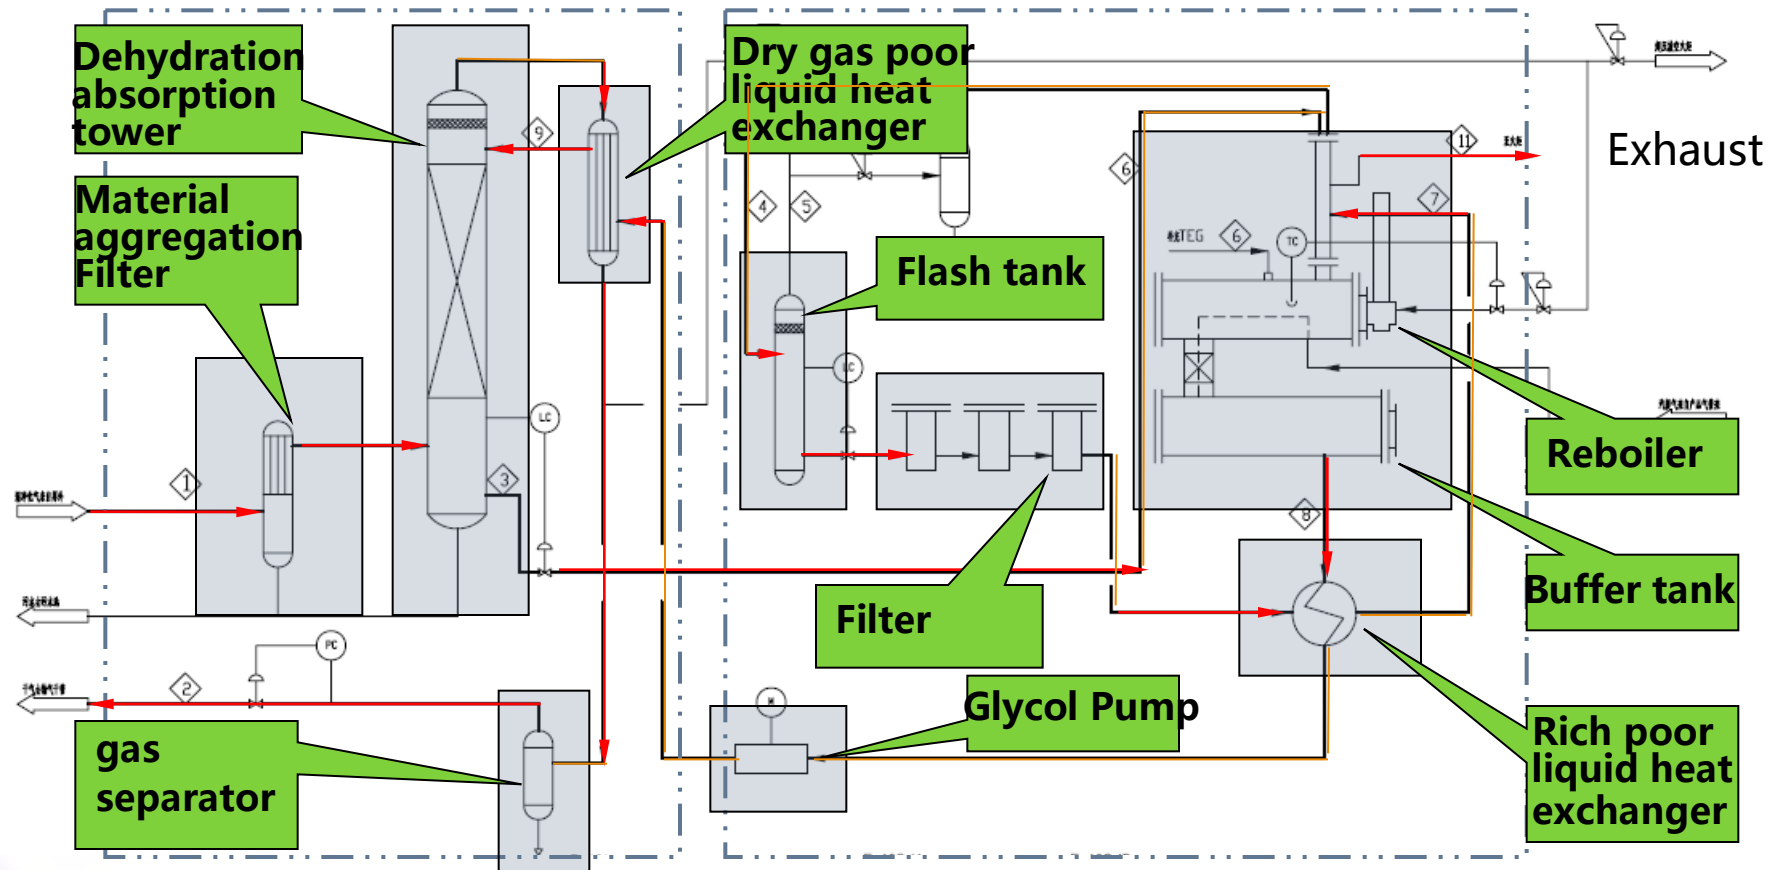 Dehydration
absorption
tower
Material
aggregation
Filter
Dry gas poor
liquid heat
exchanger
Exhaust
Flash tank
Reboiler
Buffer tank
Filter
Glycol Pump
Rich poor
liquid heat
exchanger
gas
separator
9
4
5
6
11
7
TEG
6
TC
LC
LC
1
3
8
PC
2
M